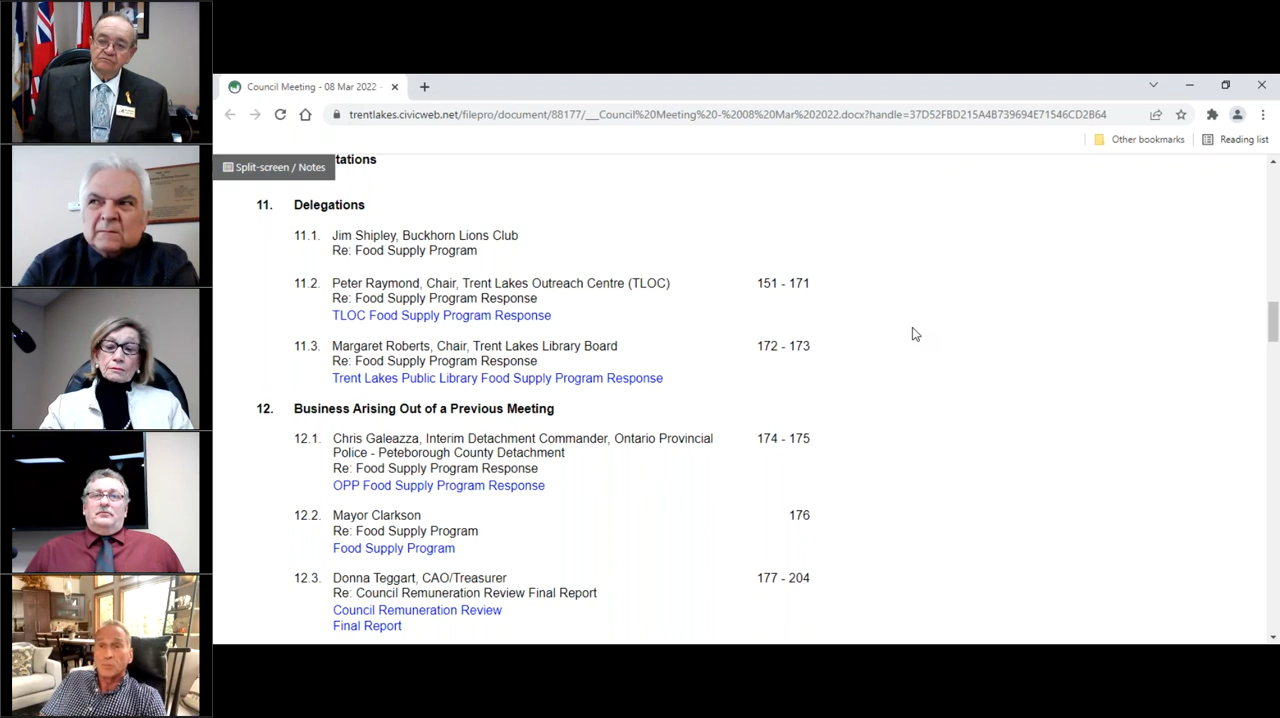 Council Meeting - 08 Mar 2022 -
trentlakes.civicweb.net/filepro/document/88177/___Council%20Meeting%20-%2008%20Mar%202022.docx?handle=37D52FBD215A4B739694E71546CD2B64
Other bookmarks
Reading list
Split-screen / Notes
tations
11. Delegations
11.1. Jim Shipley, Buckhorn Lions Club
Re: Food Supply Program
11.2. Peter Raymond, Chair, Trent Lakes Outreach Centre (TLOC) 151 - 171
Re: Food Supply Program Response
TLOC Food Supply Program Response
11.3. Margaret Roberts, Chair, Trent Lakes Library Board 172 - 173
Re: Food Supply Program Response
Trent Lakes Public Library Food Supply Program Response
12. Business Arising Out of a Previous Meeting
12.1. Chris Galeazza, Interim Detachment Commander, Ontario Provincial 174 - 175
Police - Peteborough County Detachment
Re: Food Supply Program Response
OPP Food Supply Program Response
12.2. Mayor Clarkson 176
Re: Food Supply Program
Food Supply Program
12.3. Donna Teggart, CAO/Treasurer 177 - 204
Re: Council Remuneration Review Final Report
Council Remuneration Review
Final Report